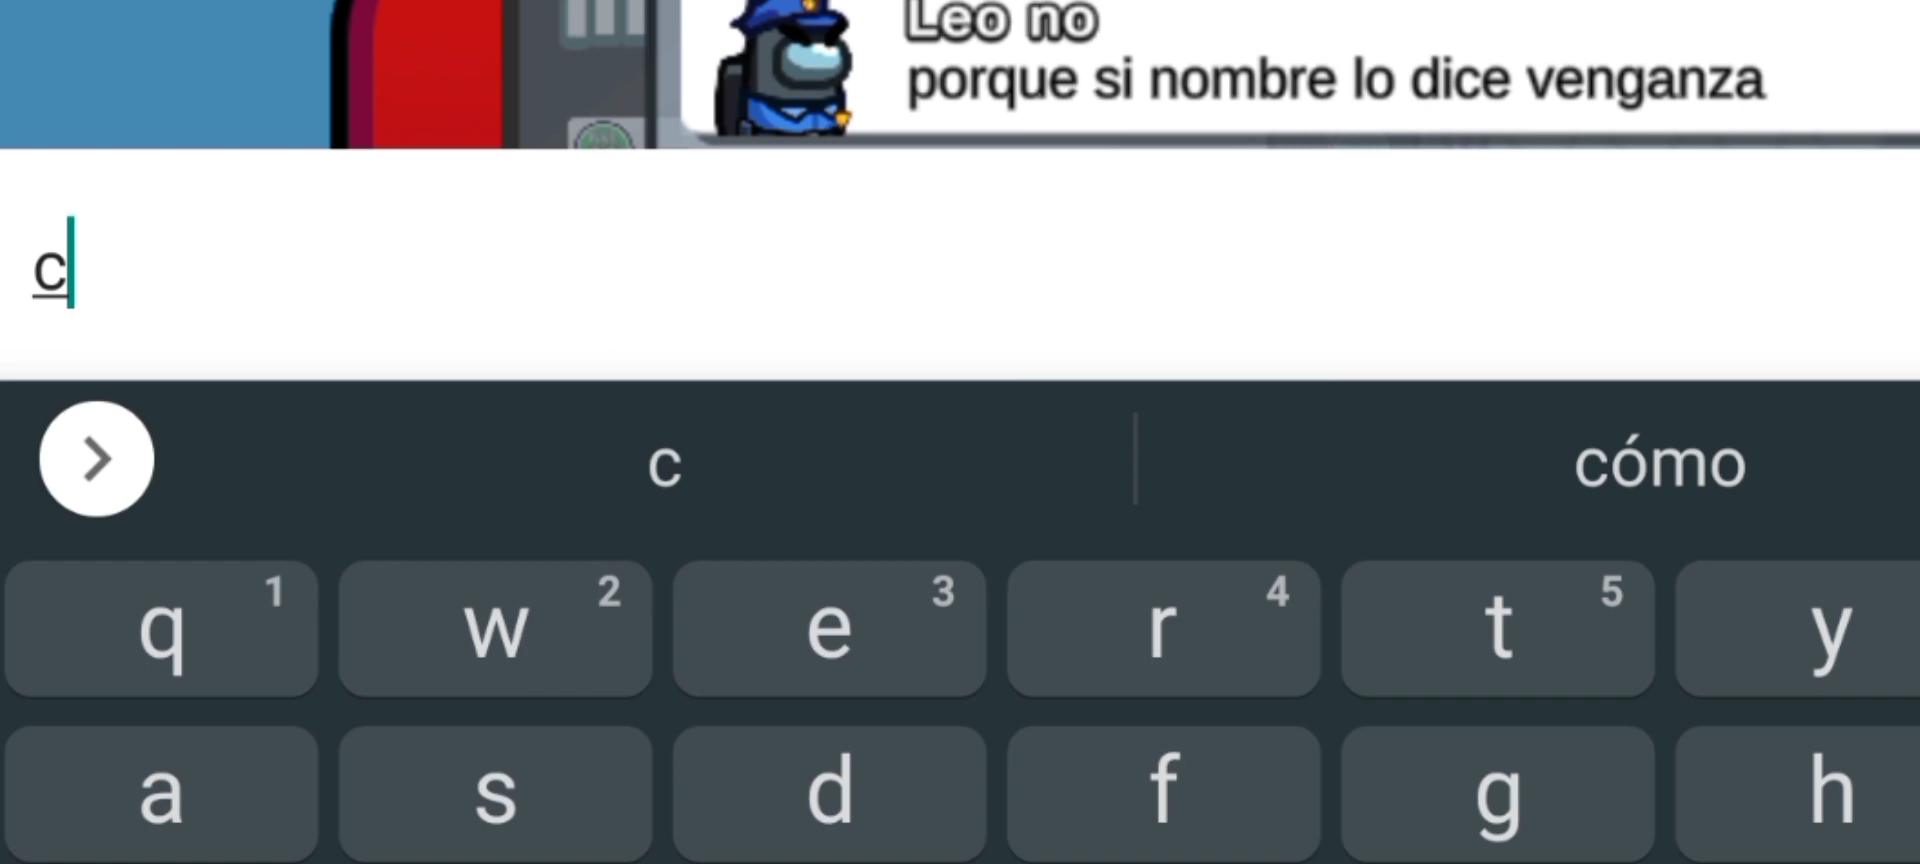 Leo no
porque si nombre lo dice venganza
c
c cómo
q 1 w 2 e 3 r 4 t 5 y
a s d f g h